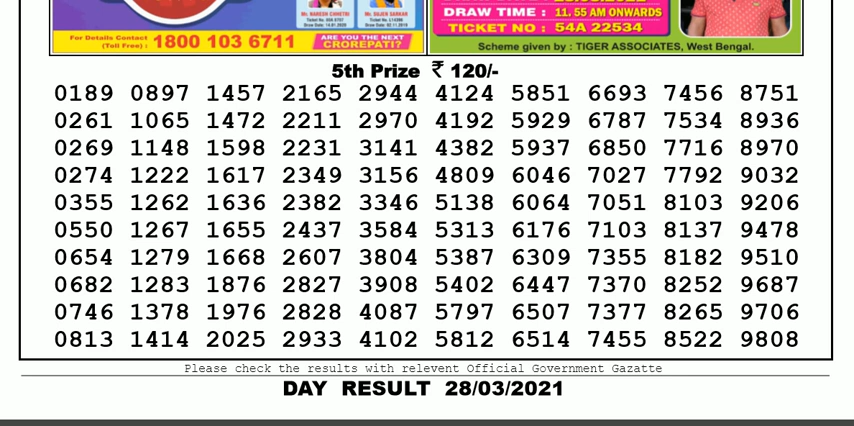 Mr. NARESH CHHETRI
Mr. SUJEN SARKAR
For Details Contact
(Toll Free) : 1800 103 6711
ARE YOU THE NEXT
CROREPATI?
DRAW TIME : 11. 55 AM ONWARDS
TICKET NO : 54A 22534
Scheme given by : TIGER ASSOCIATES, West Bengal.
5th Prize ₹ 120/-
0189 0897 1457 2165 2944 4124 5851 6693 7456 8751
0261 1065 1472 2211 2970 4192 5929 6787 7534 8936
0269 1148 1598 2231 3141 4382 5937 6850 7716 8970
0274 1222 1617 2349 3156 4809 6046 7027 7792 9032
0355 1262 1636 2382 3346 5138 6064 7051 8103 9206
0550 1267 1655 2437 3584 5313 6176 7103 8137 9478
0654 1279 1668 2607 3804 5387 6309 7355 8182 9510
0682 1283 1876 2827 3908 5402 6447 7370 8252 9687
0746 1378 1976 2828 4087 5797 6507 7377 8265 9706
0813 1414 2025 2933 4102 5812 6514 7455 8522 9808
Please check the results with relevent Official Government Gazatte
DAY RESULT 28/03/2021